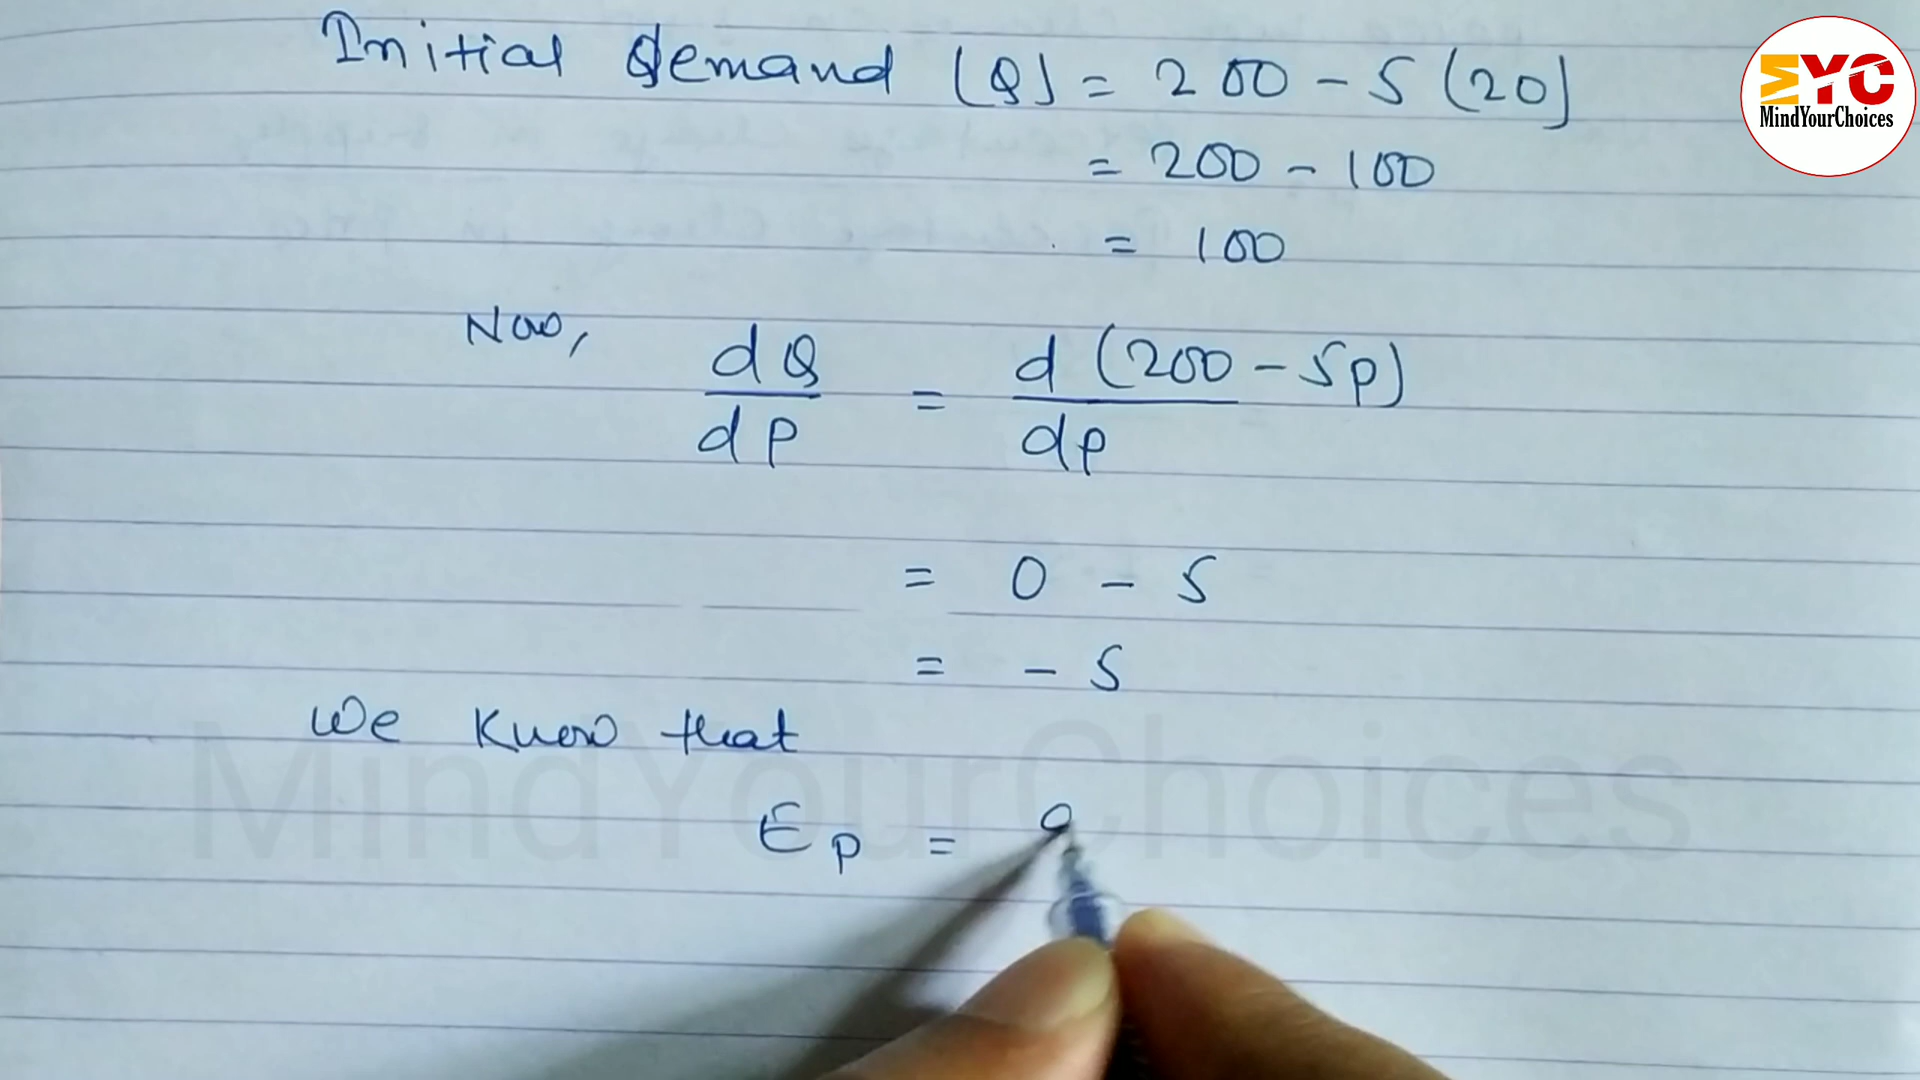 Initial demand (Q) = 200 - 5 (20)
= 200 - 100
= 100
Now, dQ/dP = d (200 - 5p)/dp
= 0 - 5
= - 5
We know that
Ep =
MYC
MindYourChoices
MindYourChoices